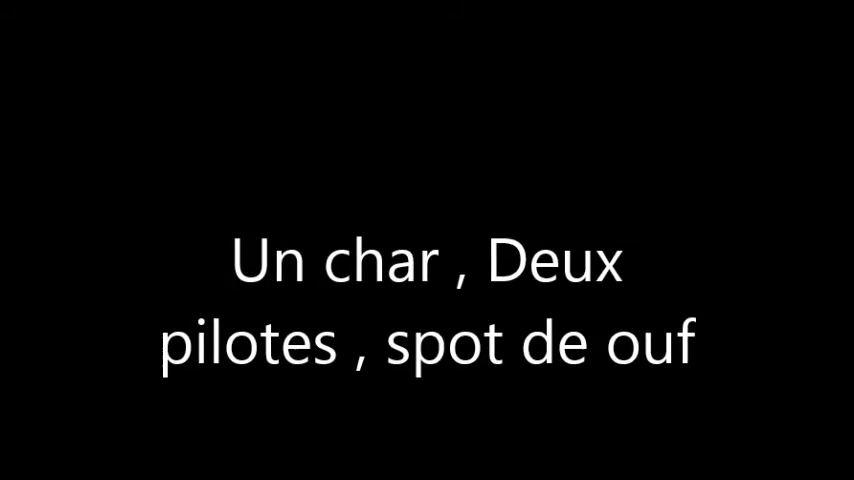 Un char , Deux
pilotes , spot de ouf